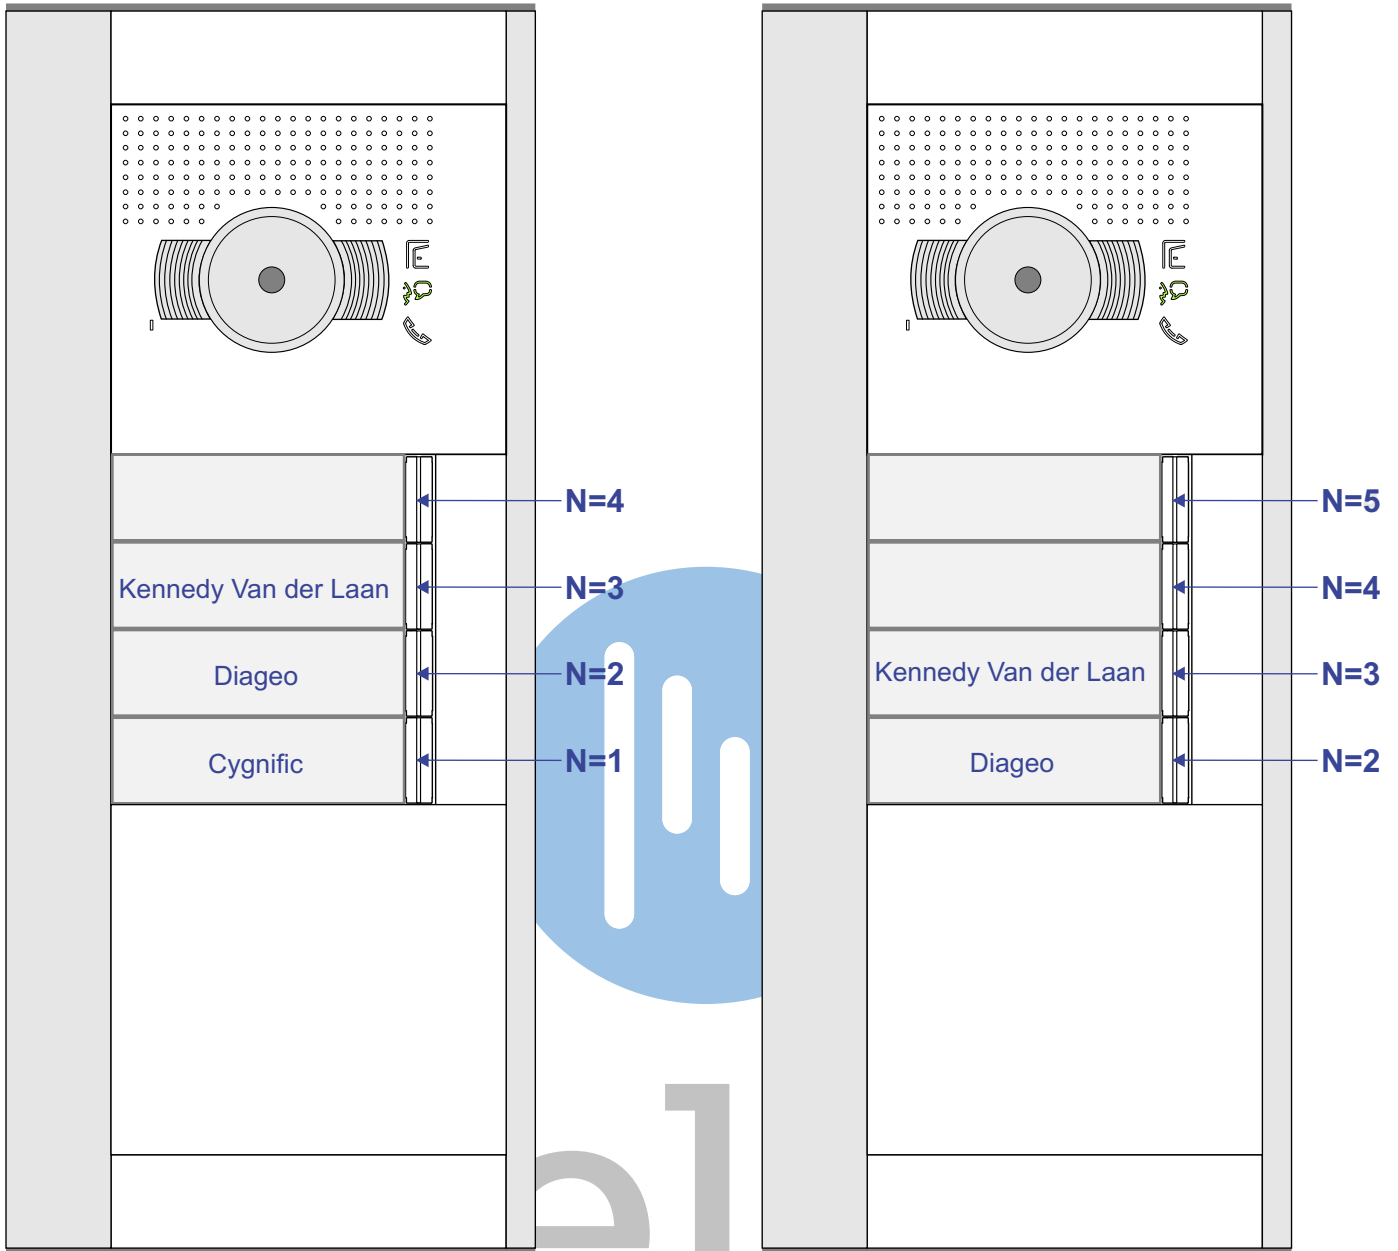 N=4
Kennedy Van der Laan N=3
Diageo N=2
Cygnific N=1
N=5
N=4
Kennedy Van der Laan N=3
Diageo N=2
el